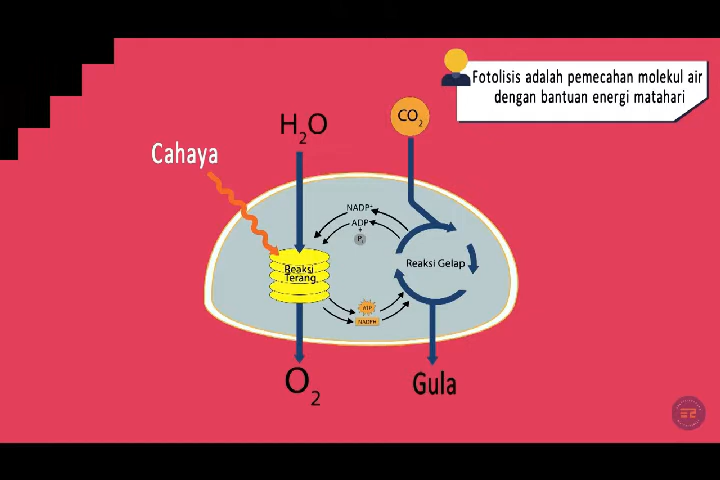 Fotolisis adalah pemecahan molekul air
dengan bantuan energi matahari
CO2
H2O
Cahaya
NADP+
ADP
+
Pi
Reaksi
Terang
Reaksi Gelap
ATP
NADPH
O2
Gula